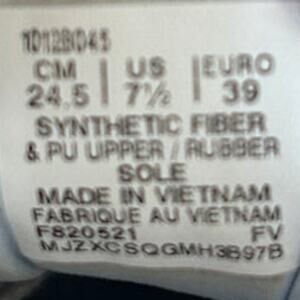 1D12B045
CM | US | EURO
24.5 | 7½ | 39
SYNTHETIC FIBER
& PU UPPER / RUBBER
SOLE
MADE IN VIETNAM
FABRIQUE AU VIETNAM
F820521 FV
MJZXCSQGMH3B97B